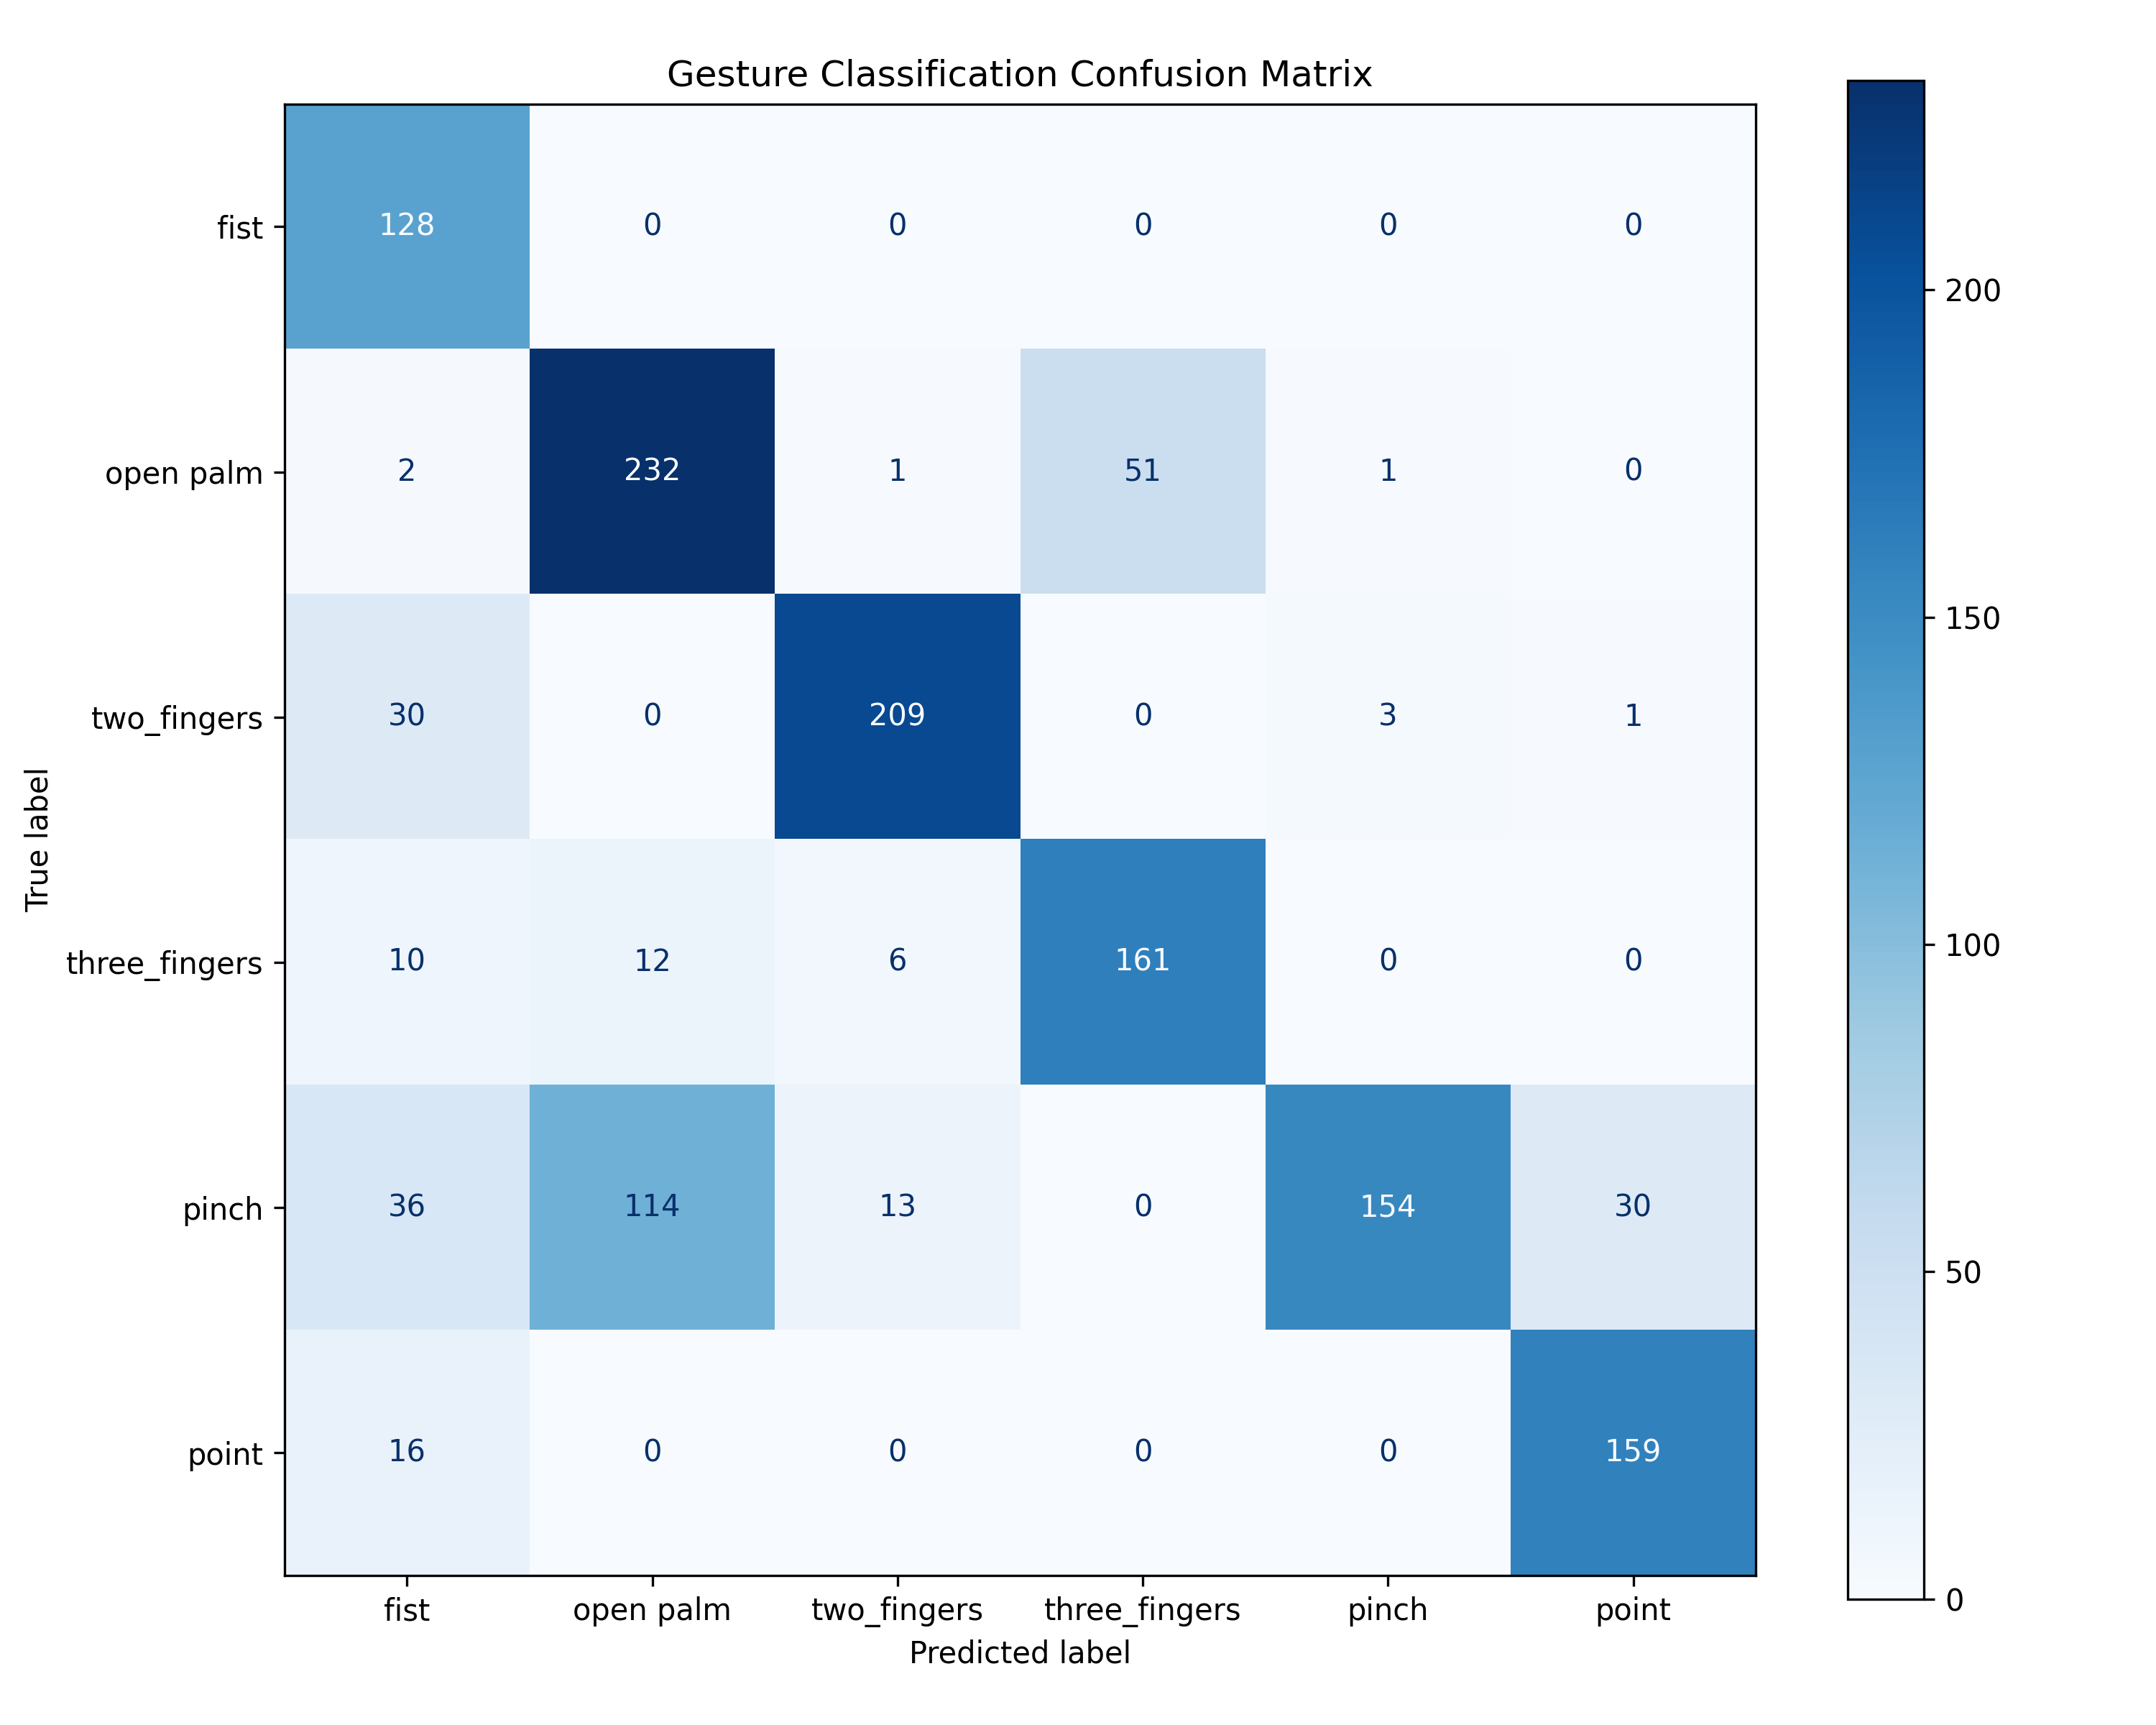 Gesture Classification Confusion Matrix
fist 128 0 0 0 0 0
open palm 2 232 1 51 1 0
two_fingers 30 0 209 0 3 1
three_fingers 10 12 6 161 0 0
pinch 36 114 13 0 154 30
point 16 0 0 0 0 159
fist open palm two_fingers three_fingers pinch point
Predicted label
True label
200
150
100
50
0